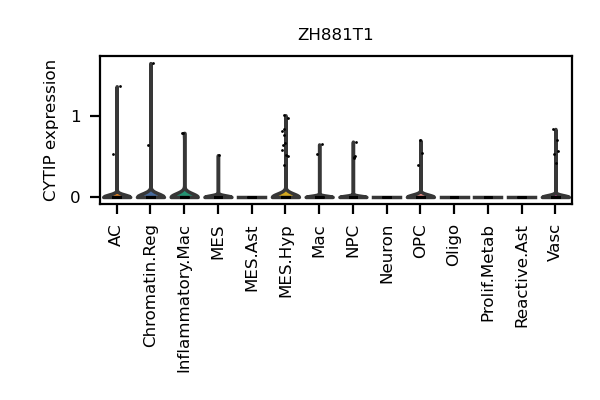 ZH881T1
CYTIP expression
1
0
AC
Chromatin.Reg
Inflammatory.Mac
MES
MES.Ast
MES.Hyp
Mac
NPC
Neuron
OPC
Oligo
Prolif.Metab
Reactive.Ast
Vasc